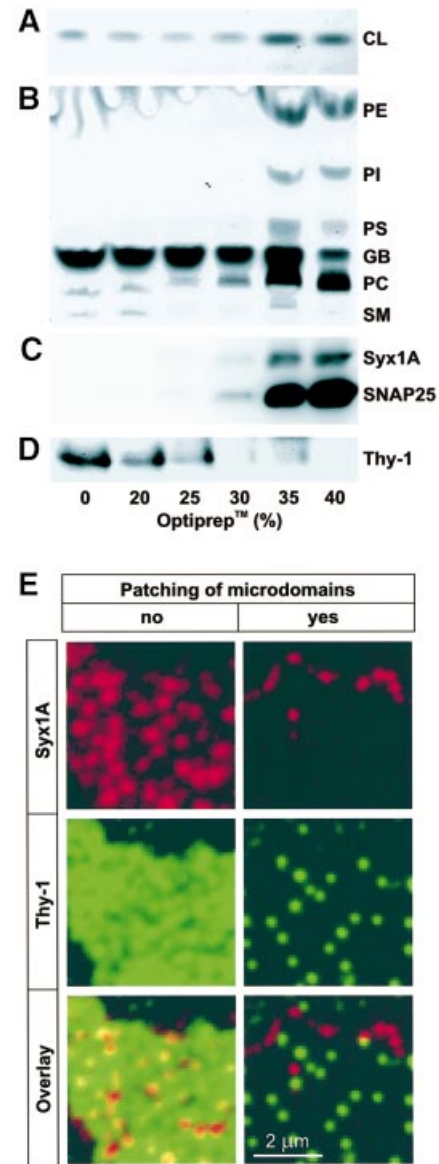 A
CL
B
PE
PI
PS
GB
PC
SM
C
Syx1A
SNAP25
D
Thy-1
0 20 25 30 35 40
Optiprep™ (%)
E
Patching of microdomains
no yes
Syx1A
Thy-1
Overlay
2 µm